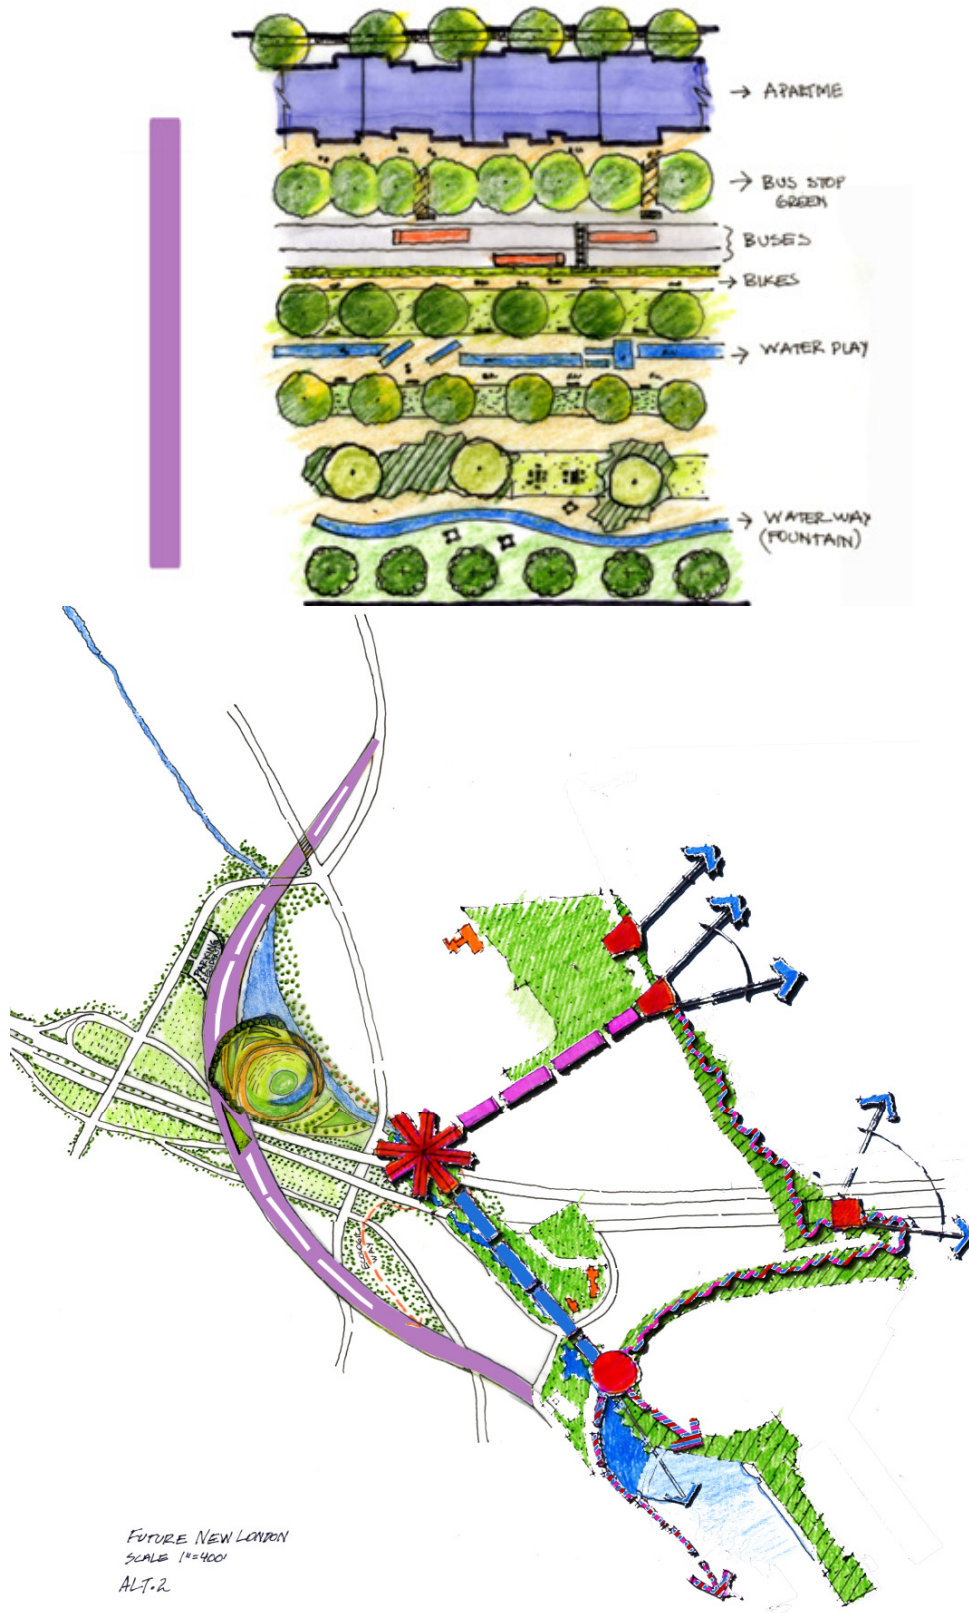 APARTME
BUS STOP
GREEN
BUSES
BIKES
WATER PLAY
WATER WAY
(FOUNTAIN)
PARKING
FUTURE NEW LONDON
SCALE 1"=400'
ALT. 2